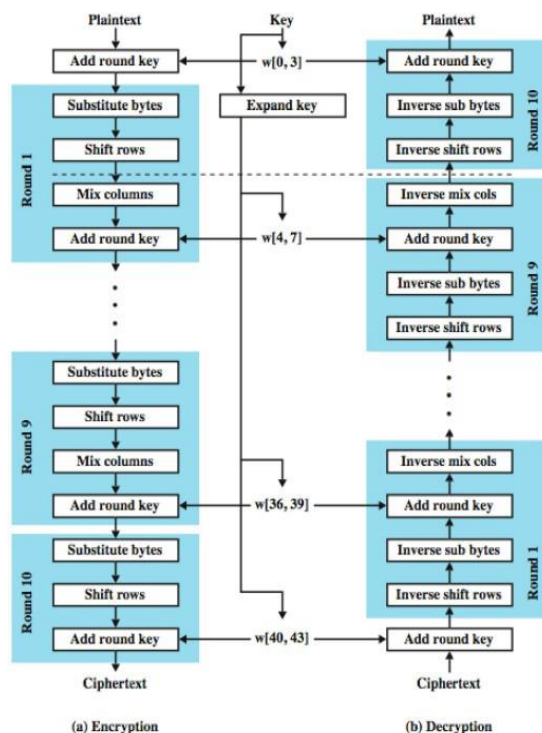 Plaintext
Key
Plaintext
Add round key
w[0, 3]
Add round key
Substitute bytes
Expand key
Inverse sub bytes
Round 10
Shift rows
Inverse shift rows
Round 1
Mix columns
Inverse mix cols
Add round key
w[4, 7]
Add round key
Round 9
Inverse sub bytes
Inverse shift rows
Substitute bytes
Shift rows
Round 9
Mix columns
Inverse mix cols
Add round key
w[36, 39]
Add round key
Substitute bytes
Inverse sub bytes
Round 1
Round 10
Shift rows
Inverse shift rows
Add round key
w[40, 43]
Add round key
Ciphertext
Ciphertext
(a) Encryption
(b) Decryption